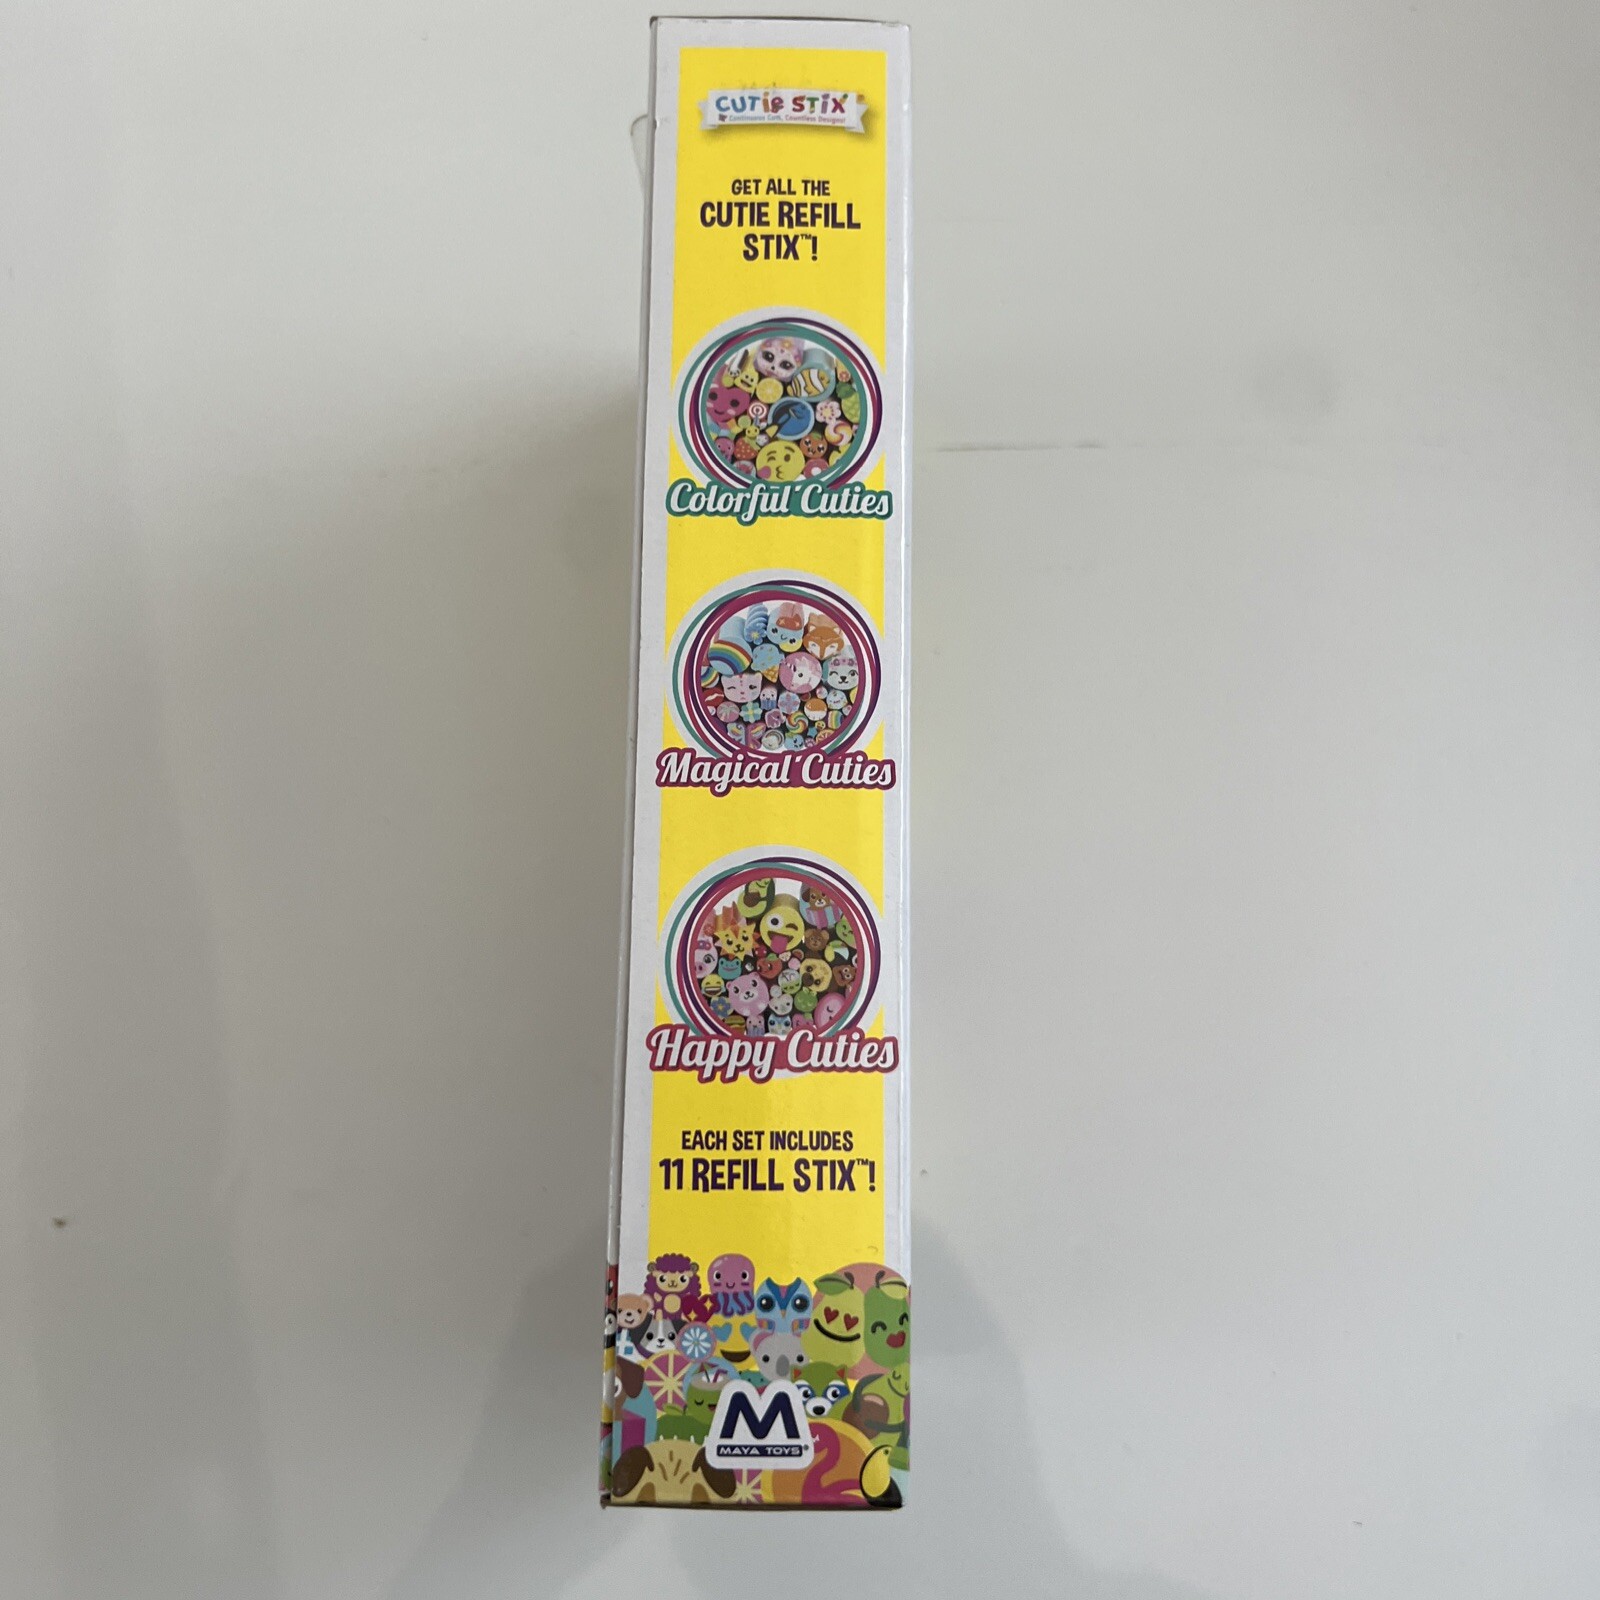 CUTiE STiX
Continuous Cuts, Countless Designs!
GET ALL THE
CUTIE REFILL
STIX™!
Colorful Cuties
Magical Cuties
Happy Cuties
EACH SET INCLUDES
11 REFILL STIX™!
M
MAYA TOYS®